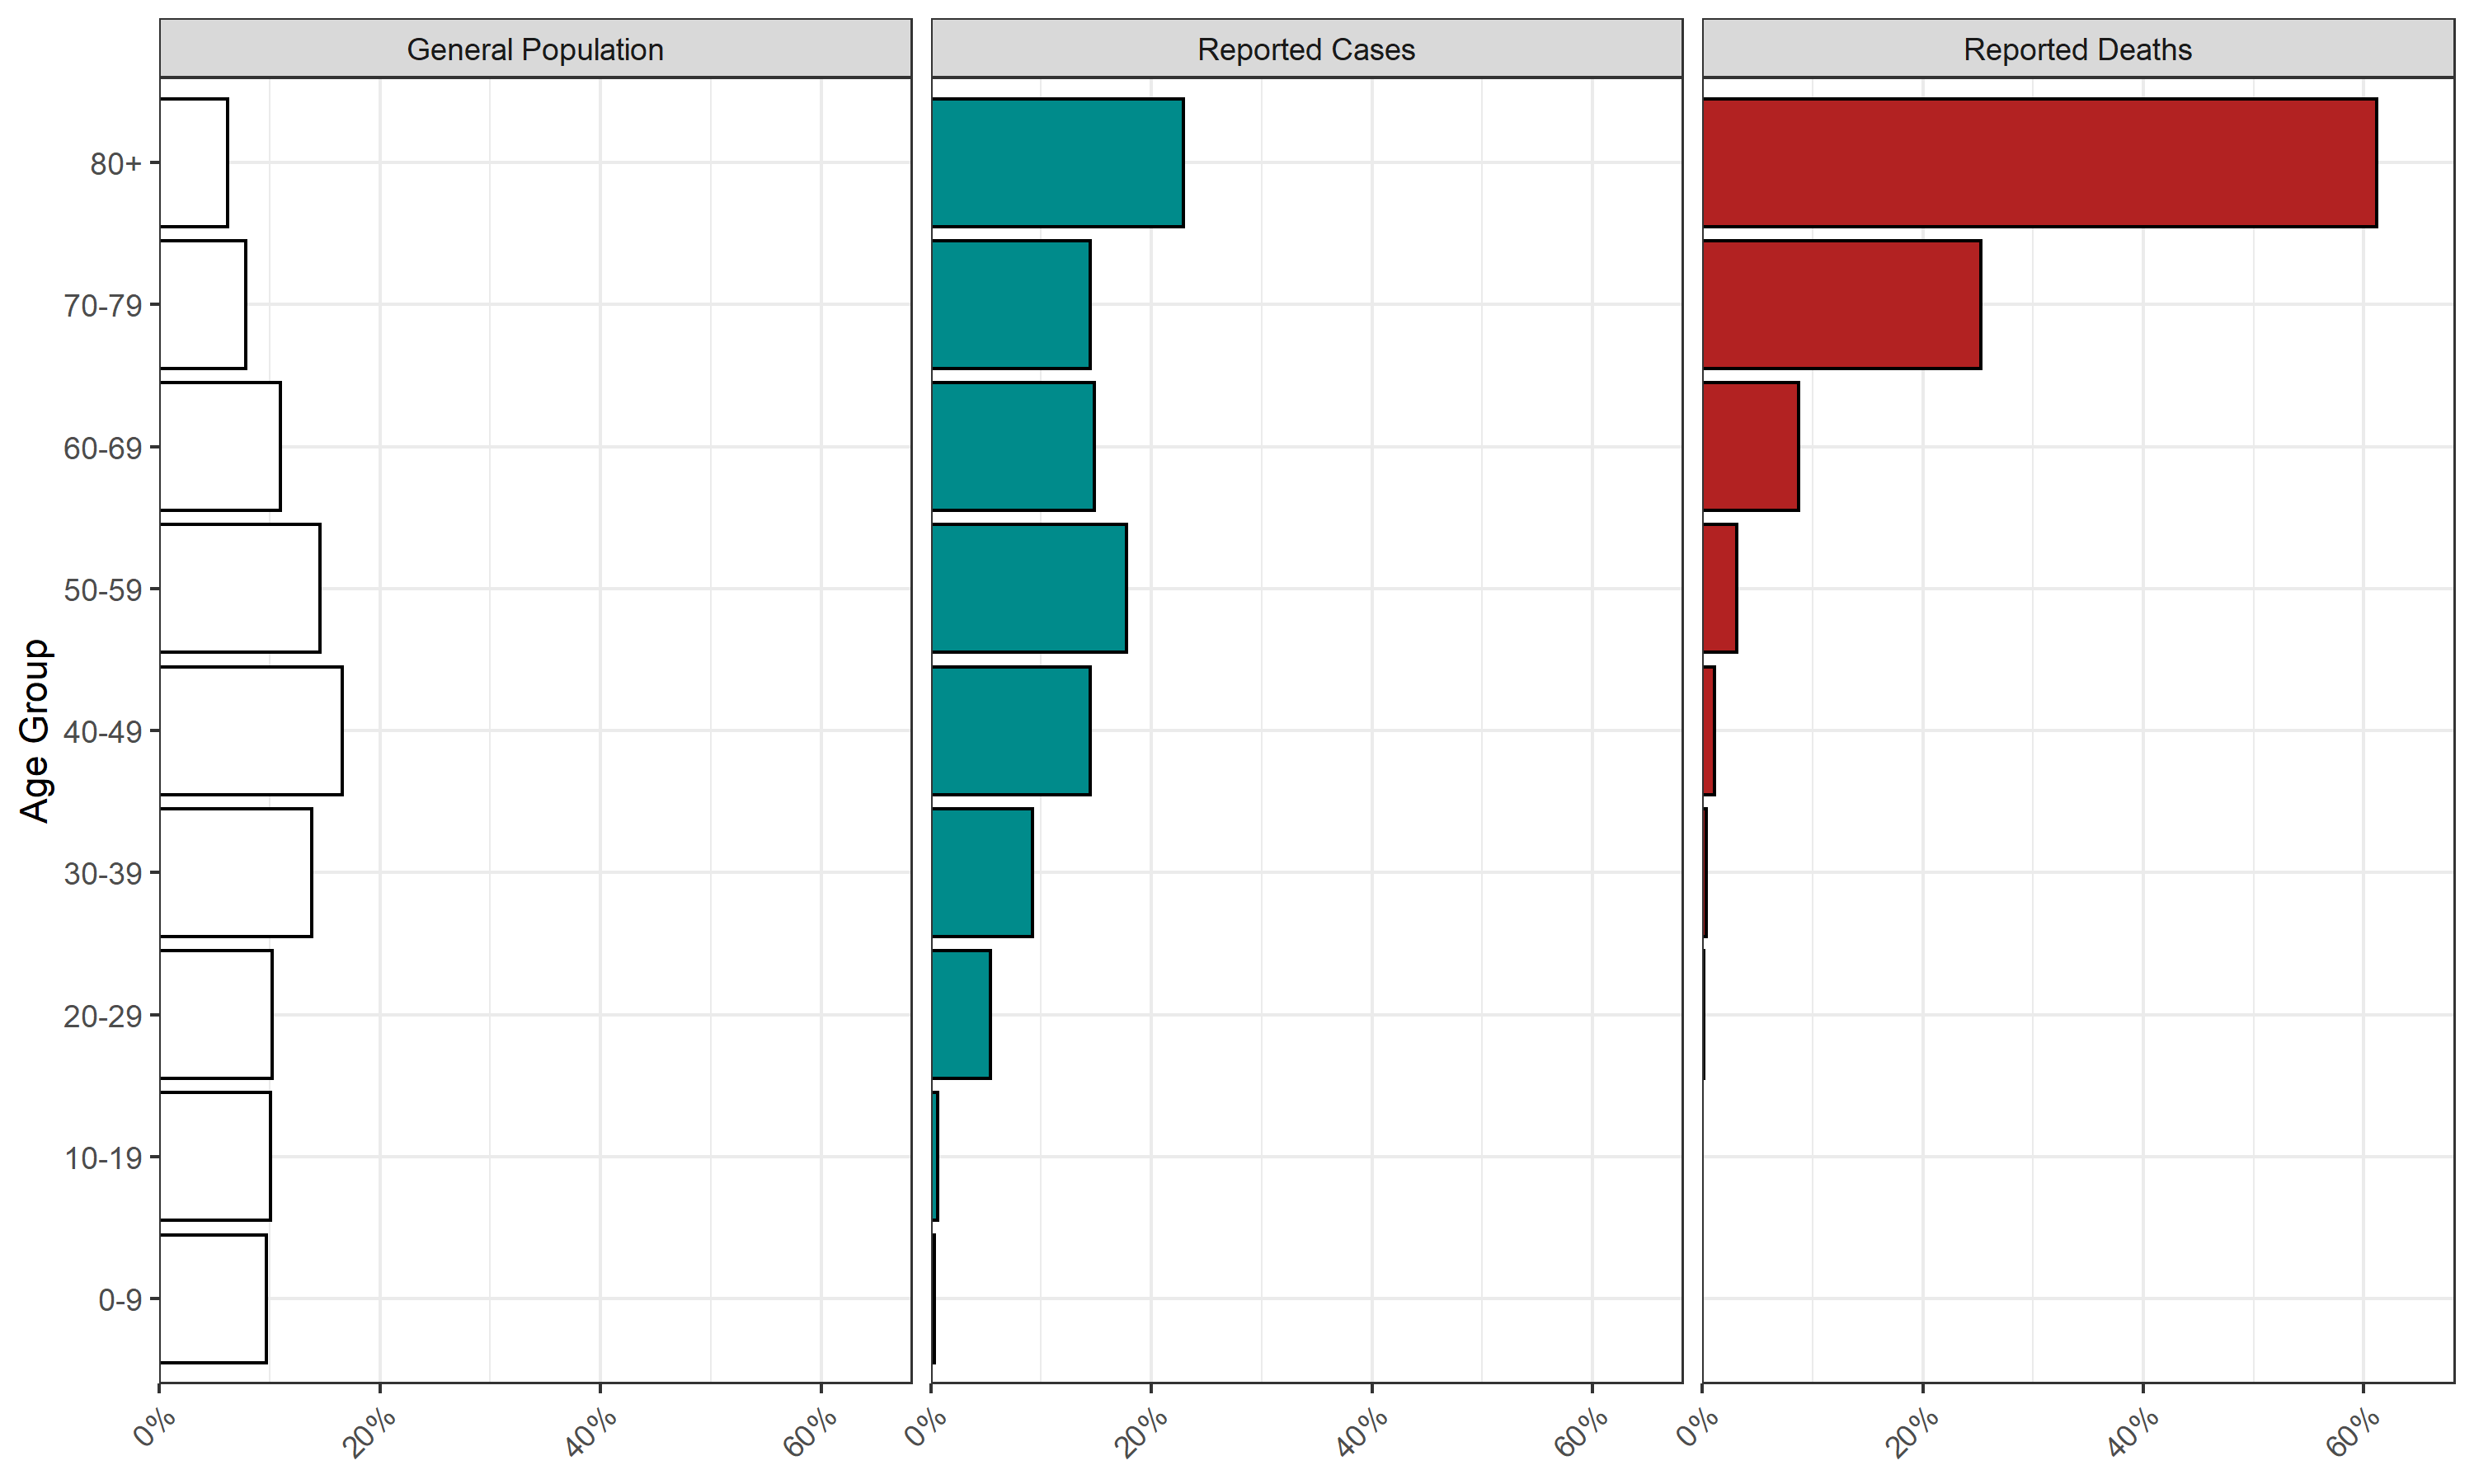 General Population
Reported Cases
Reported Deaths
Age Group
80+
70-79
60-69
50-59
40-49
30-39
20-29
10-19
0-9
0% 20% 40% 60%
0% 20% 40% 60%
0% 20% 40% 60%